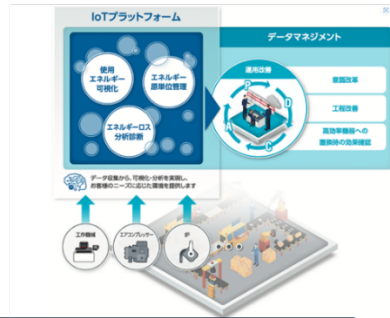 IoTプラットフォーム
使用
エネルギー
可視化
エネルギー
原単位管理
エネルギーロス
分析診断
データ収集から、可視化・分析を実現し、
お客様のニーズに応じた環境を提供します
工作機械
エアコンプレッサー
炉
データマネジメント
運用改善
P
D
C
A
意識改革
工程改善
高効率機器への
置換時の効果確認